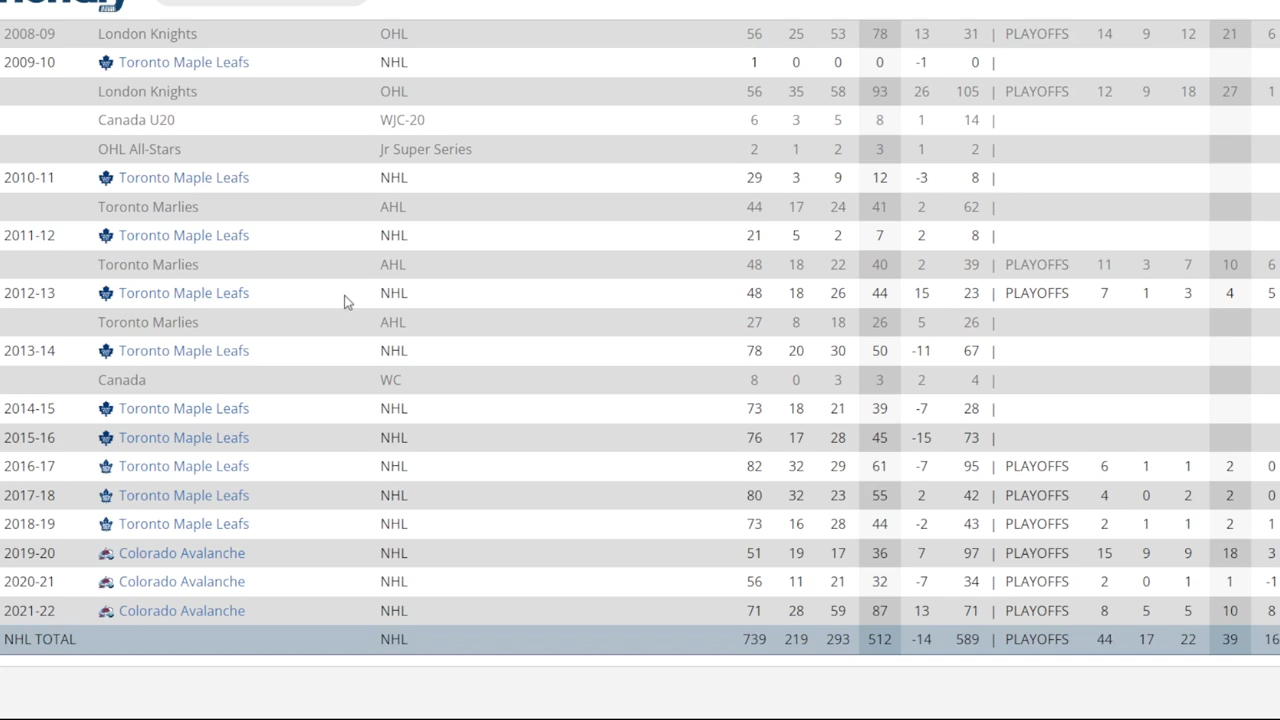 2008-09 London Knights OHL 56 25 53 78 13 31 | PLAYOFFS 14 9 12 21 6
2009-10 Toronto Maple Leafs NHL 1 0 0 0 -1 0 |
London Knights OHL 56 35 58 93 26 105 | PLAYOFFS 12 9 18 27 1
Canada U20 WJC-20 6 3 5 8 1 14 |
OHL All-Stars Jr Super Series 2 1 2 3 1 2 |
2010-11 Toronto Maple Leafs NHL 29 3 9 12 -3 8 |
Toronto Marlies AHL 44 17 24 41 2 62 |
2011-12 Toronto Maple Leafs NHL 21 5 2 7 2 8 |
Toronto Marlies AHL 48 18 22 40 2 39 | PLAYOFFS 11 3 7 10 6
2012-13 Toronto Maple Leafs NHL 48 18 26 44 15 23 | PLAYOFFS 7 1 3 4 5
Toronto Marlies AHL 27 8 18 26 5 26 |
2013-14 Toronto Maple Leafs NHL 78 20 30 50 -11 67 |
Canada WC 8 0 3 3 2 4 |
2014-15 Toronto Maple Leafs NHL 73 18 21 39 -7 28 |
2015-16 Toronto Maple Leafs NHL 76 17 28 45 -15 73 |
2016-17 Toronto Maple Leafs NHL 82 32 29 61 -7 95 | PLAYOFFS 6 1 1 2 0
2017-18 Toronto Maple Leafs NHL 80 32 23 55 2 42 | PLAYOFFS 4 0 2 2 0
2018-19 Toronto Maple Leafs NHL 73 16 28 44 -2 43 | PLAYOFFS 2 1 1 2 1
2019-20 Colorado Avalanche NHL 51 19 17 36 7 97 | PLAYOFFS 15 9 9 18 3
2020-21 Colorado Avalanche NHL 56 11 21 32 -7 34 | PLAYOFFS 2 0 1 1 -1
2021-22 Colorado Avalanche NHL 71 28 59 87 13 71 | PLAYOFFS 8 5 5 10 8
NHL TOTAL NHL 739 219 293 512 -14 589 | PLAYOFFS 44 17 22 39 16